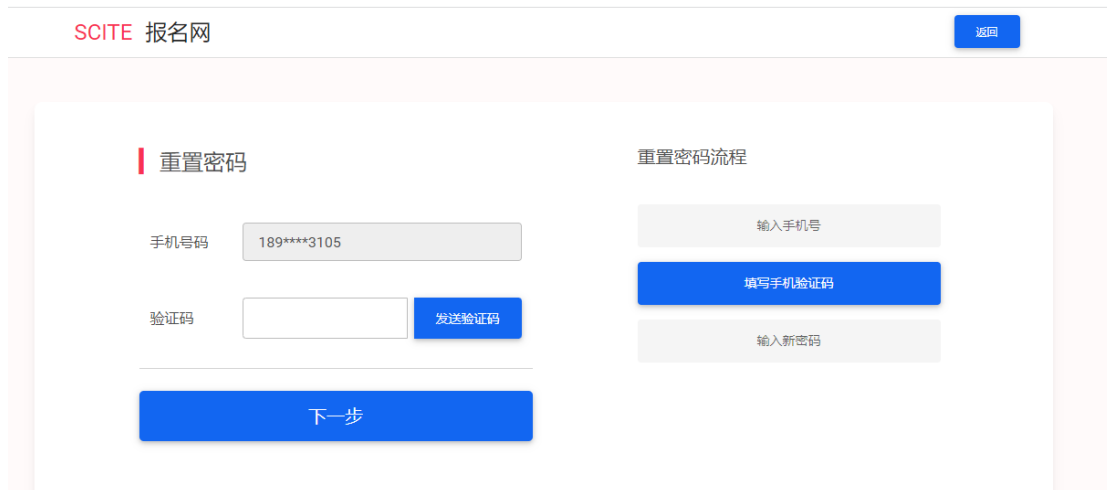 SCITE 报名网
返回
重置密码
手机号码
189****3105
验证码
发送验证码
下一步
重置密码流程
输入手机号
填写手机验证码
输入新密码